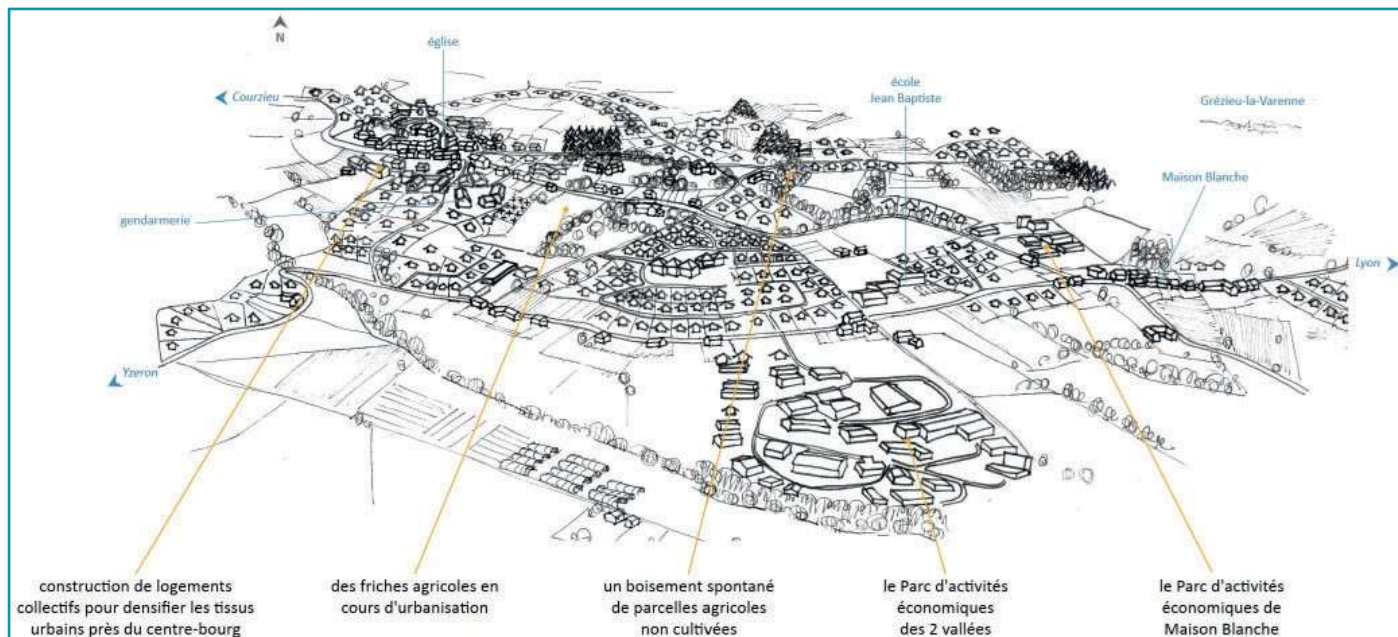 N
église
Courzieu
école
Jean Baptiste
Grézieu-la-Varenne
Maison Blanche
gendarmerie
Lyon
Yzeron
construction de logements
collectifs pour densifier les tissus
urbains près du centre-bourg
des friches agricoles en
cours d'urbanisation
un boisement spontané
de parcelles agricoles
non cultivées
le Parc d'activités
économiques
des 2 vallées
le Parc d'activités
économiques de
Maison Blanche